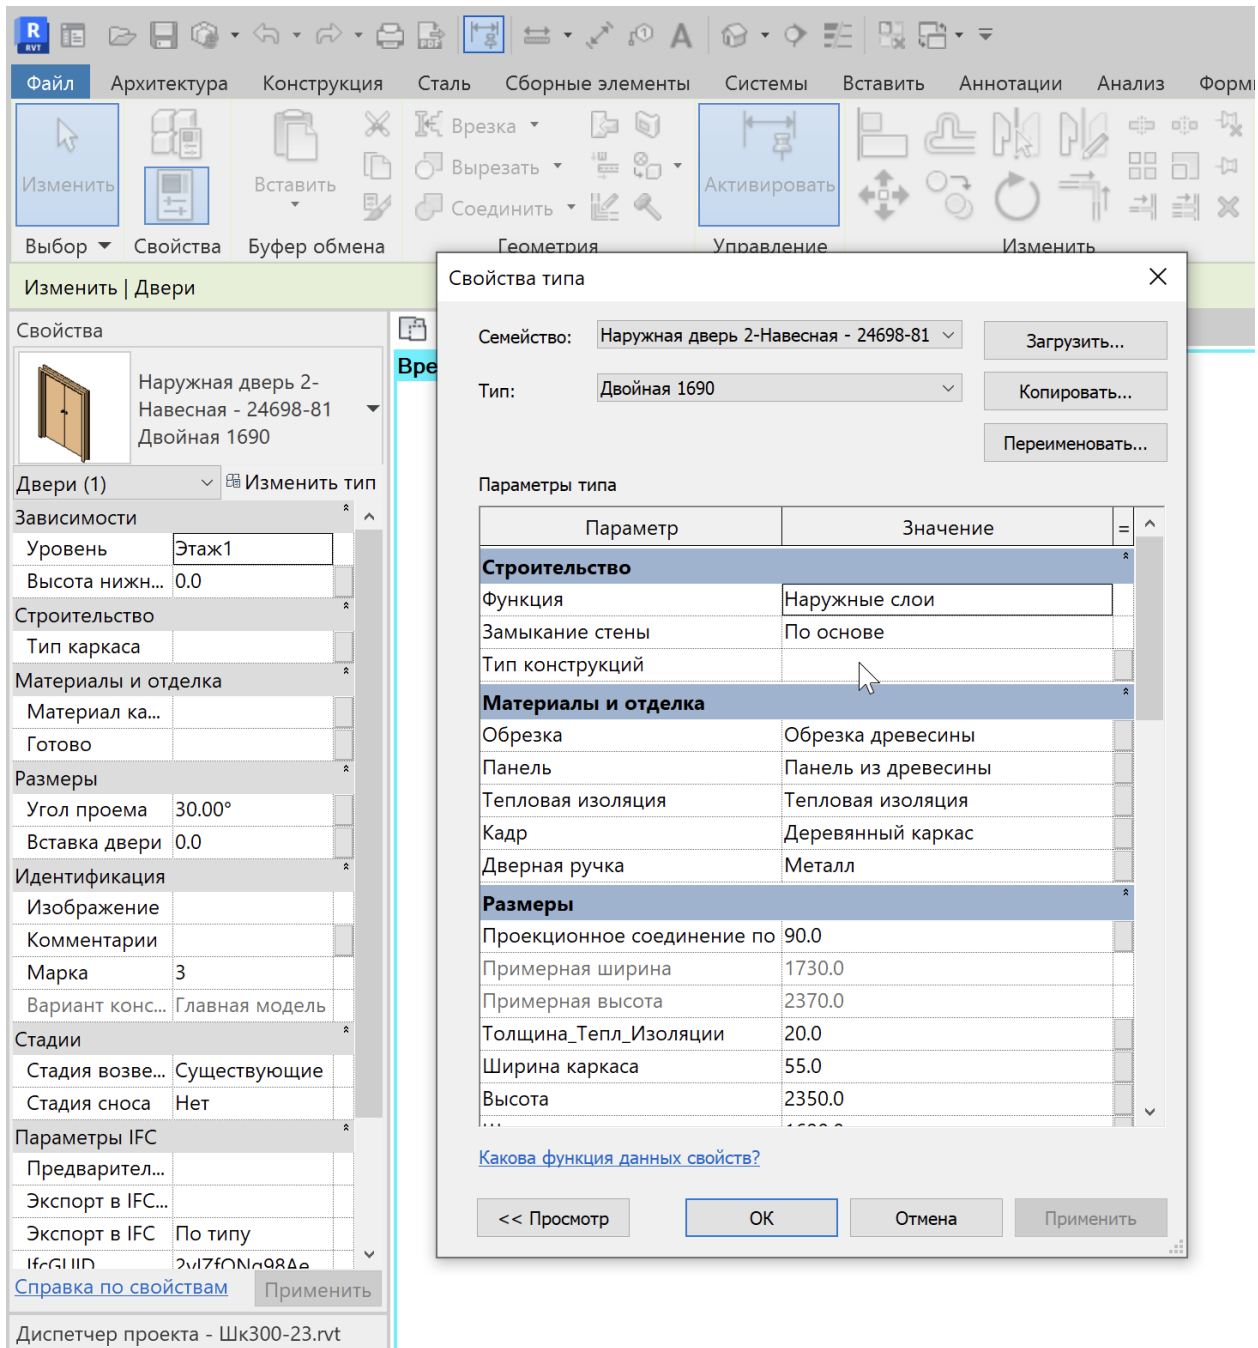 R
RVT
PDF
A
Файл Архитектура Конструкция Сталь Сборные элементы Системы Вставить Аннотации Анализ Форм
Изменить
Вставить
Врезка
Вырезать
Соединить
Активировать
Выбор Свойства Буфер обмена Геометрия Управление Изменить
Изменить | Двери
Свойства
Наружная дверь 2-
Навесная - 24698-81
Двойная 1690
Двери (1) Изменить тип
Зависимости
Уровень Этаж1
Высота нижн... 0.0
Строительство
Тип каркаса
Материалы и отделка
Материал ка...
Готово
Размеры
Угол проема 30.00°
Вставка двери 0.0
Идентификация
Изображение
Комментарии
Марка 3
Вариант конс... Главная модель
Стадии
Стадия возве... Существующие
Стадия сноса Нет
Параметры IFC
Предварител...
Экспорт в IFC...
Экспорт в IFC По типу
IfcGUID 2vIZfONq98Ae
Справка по свойствам Применить
Диспетчер проекта - Шк300-23.rvt
Вре
Свойства типа
Семейство: Наружная дверь 2-Навесная - 24698-81 Загрузить...
Тип: Двойная 1690 Копировать...
Переименовать...
Параметры типа
Параметр Значение =
Строительство
Функция Наружные слои
Замыкание стены По основе
Тип конструкций
Материалы и отделка
Обрезка Обрезка древесины
Панель Панель из древесины
Тепловая изоляция Тепловая изоляция
Кадр Деревянный каркас
Дверная ручка Металл
Размеры
Проекционное соединение по 90.0
Примерная ширина 1730.0
Примерная высота 2370.0
Толщина_Тепл_Изоляции 20.0
Ширина каркаса 55.0
Высота 2350.0
Какова функция данных свойств?
<< Просмотр OK Отмена Применить